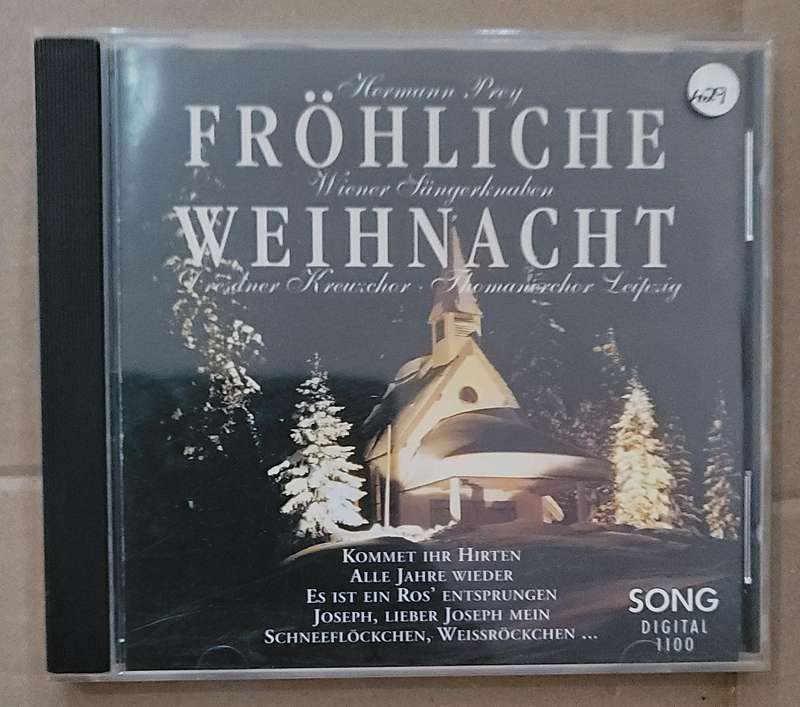 Hermann Prey
4629
FRÖHLICHE
Wiener Sängerknaben
WEIHNACHT
Dresdner Kreuzchor · Thomanerchor Leipzig
KOMMET IHR HIRTEN
ALLE JAHRE WIEDER
ES IST EIN ROS' ENTSPRUNGEN
JOSEPH, LIEBER JOSEPH MEIN
SCHNEEFLÖCKCHEN, WEISSRÖCKCHEN ...
SONG
DIGITAL
1100